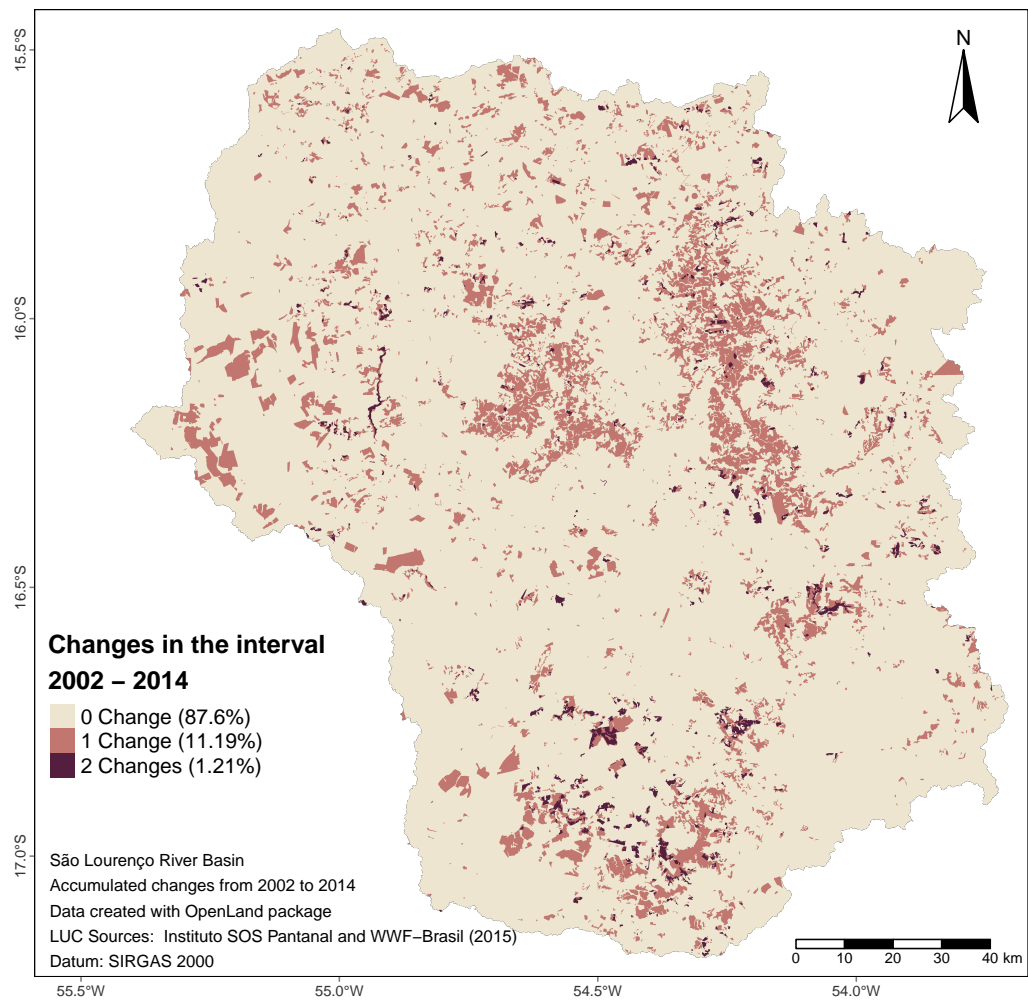 N
15.5°S
16.0°S
16.5°S
17.0°S
Changes in the interval
2002 − 2014
0 Change (87.6%)
1 Change (11.19%)
2 Changes (1.21%)
São Lourenço River Basin
Accumulated changes from 2002 to 2014
Data created with OpenLand package
LUC Sources:  Instituto SOS Pantanal and WWF−Brasil (2015)
Datum: SIRGAS 2000
0 10 20 30 40 km
55.5°W 55.0°W 54.5°W 54.0°W